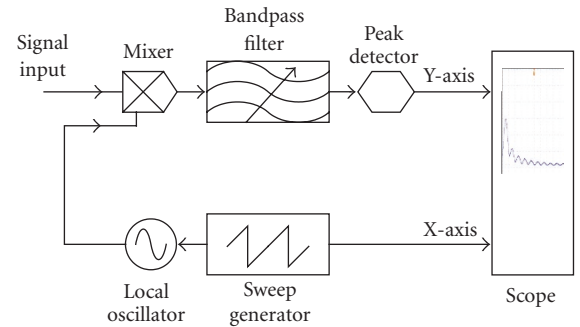 Signal
input
Mixer
Bandpass
filter
Peak
detector
Y-axis
X-axis
Local
oscillator
Sweep
generator
Scope